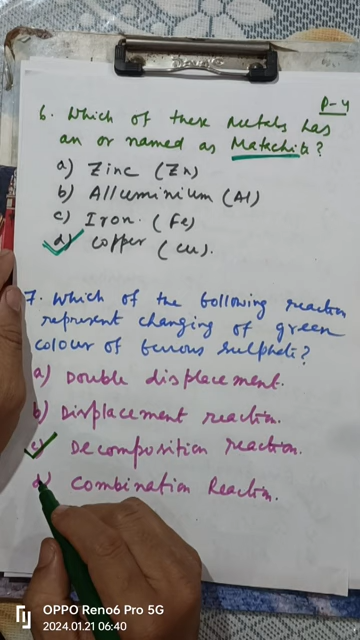 P-4
6. Which of these metals has
an or named as Malachite?
a) Zinc (Zn)
b) Alluminium (Al)
c) Iron. (Fe)
d) Copper (Cu).
7. Which of the following reaction
represent changing of green
colour of ferrous sulphate?
a) Double displacement.
b) Displacement reaction.
c) Decomposition reaction.
d) Combination Reaction.
OPPO Reno6 Pro 5G
2024.01.21 06:40